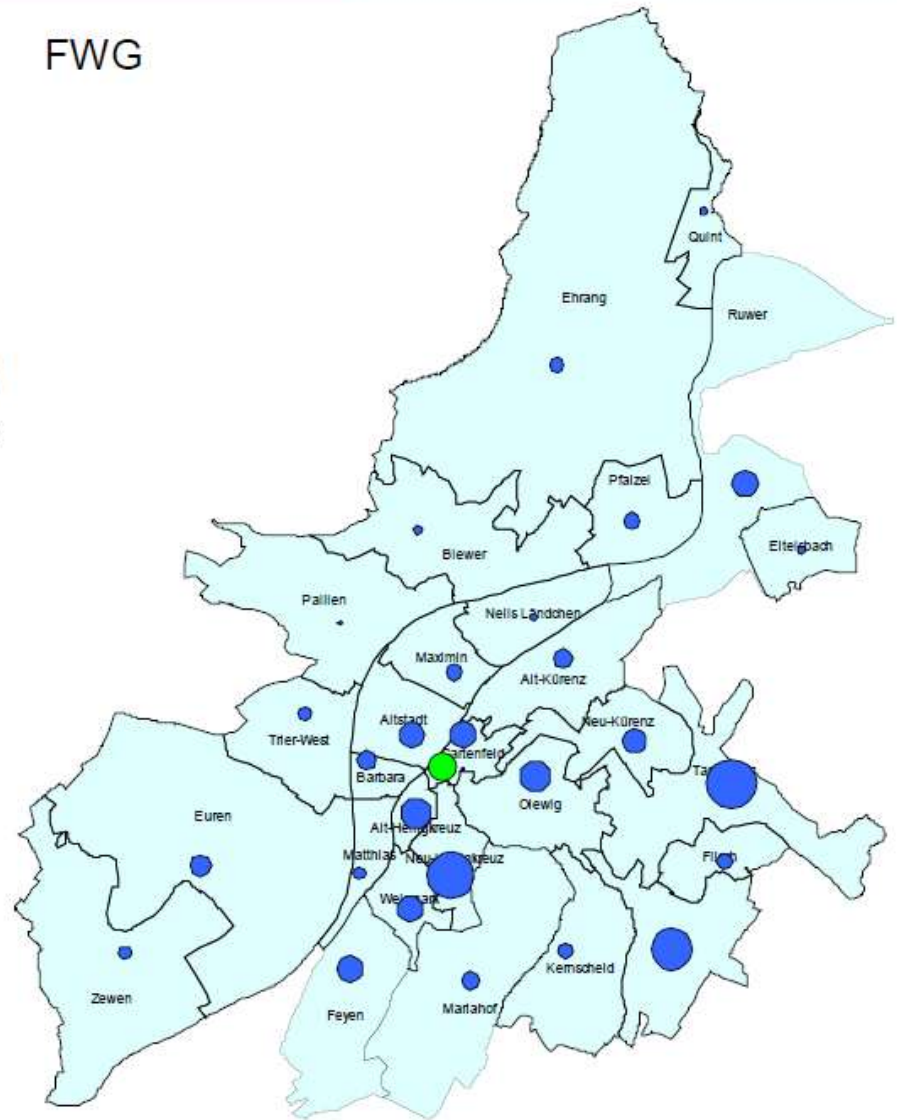 FWG
Quint
Ehrang
Ruwer
Pfalzel
Eitelsbach
Biewer
Pallien
Nells Ländchen
Maximin
Alt-Kürenz
Altstadt
Neu-Kürenz
Trier-West
Gartenfeld
Barbara
Olewig
Euren
Matthias
Feyen
Mariahof
Kernscheid
Zewen